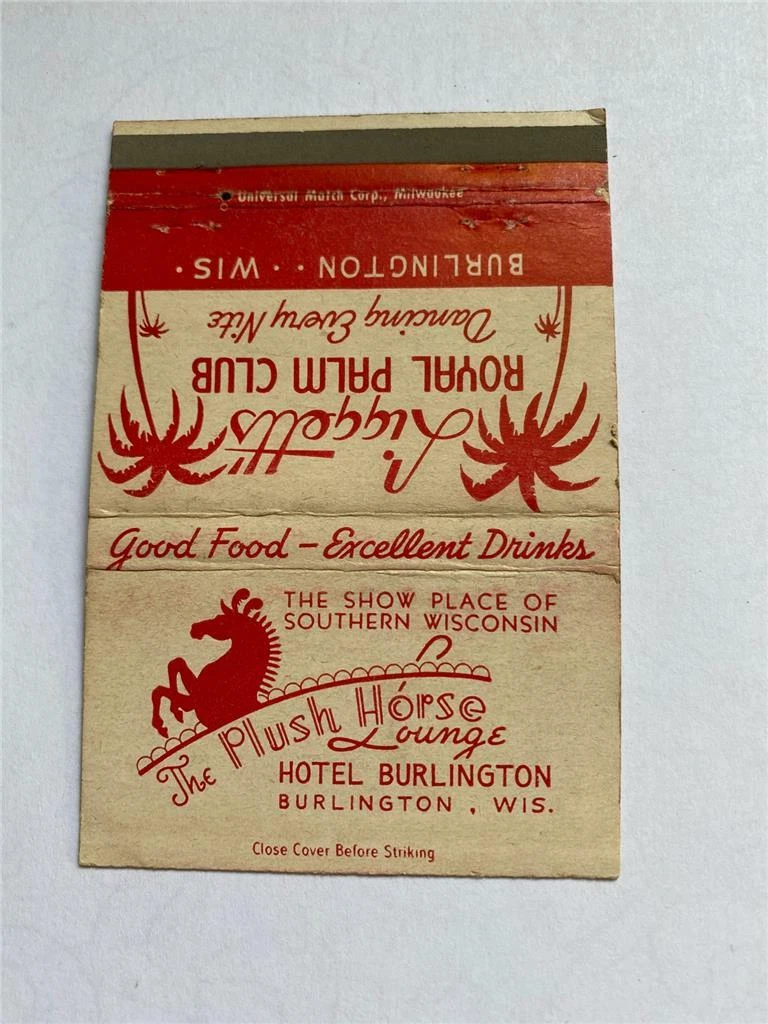 Universal Match Corp., Milwaukee
Liggett's
ROYAL PALM CLUB
Dancing Every Nite
BURLINGTON · · WIS ·
Good Food – Excellent Drinks
THE SHOW PLACE OF
SOUTHERN WISCONSIN
The Plush Horse
Lounge
HOTEL BURLINGTON
BURLINGTON , WIS.
Close Cover Before Striking